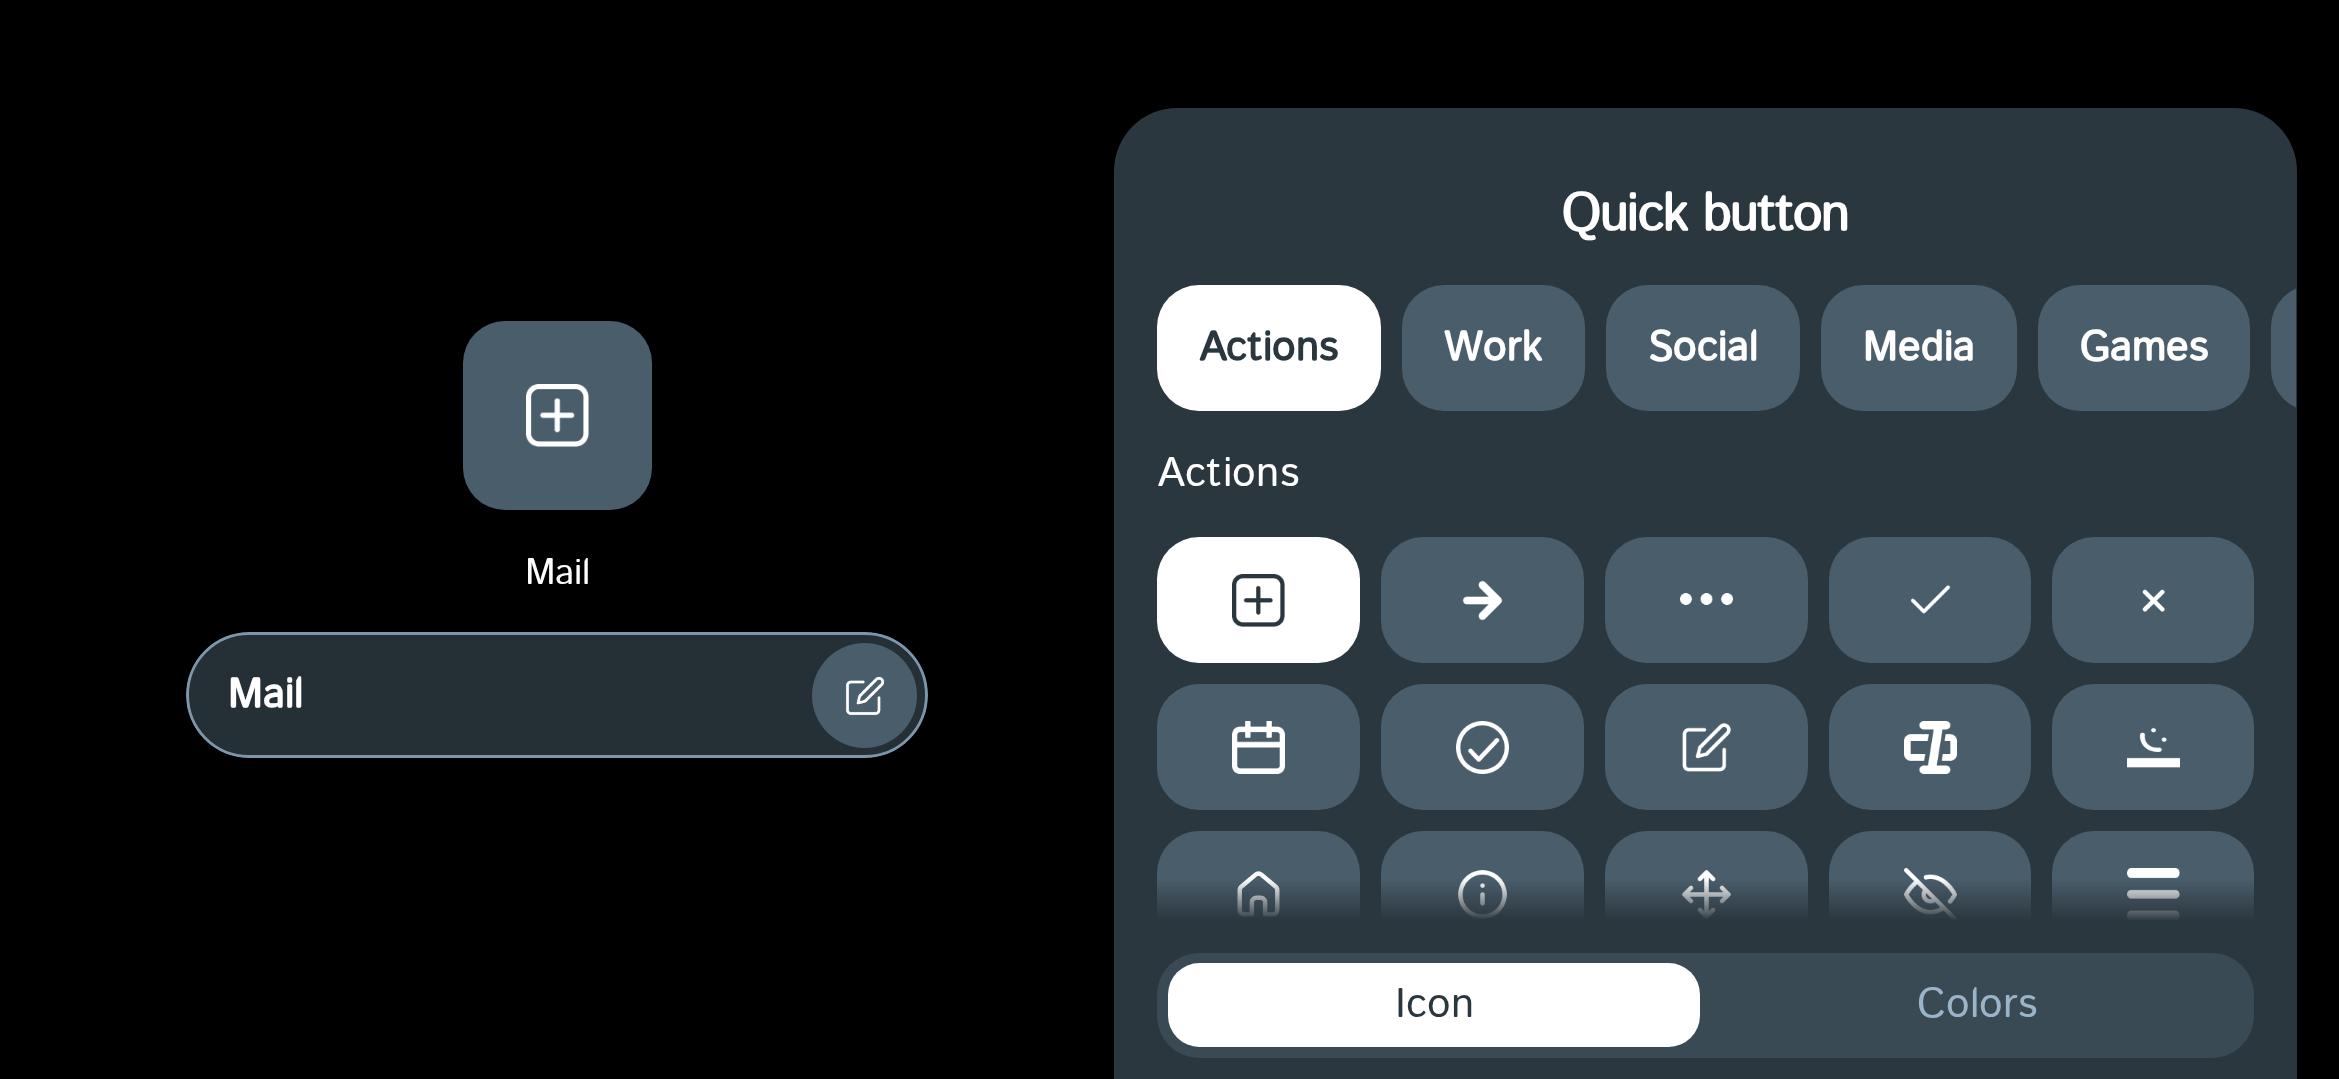 Mail
Mail
Quick button
Actions
Work
Social
Media
Games
Actions
Icon
Colors